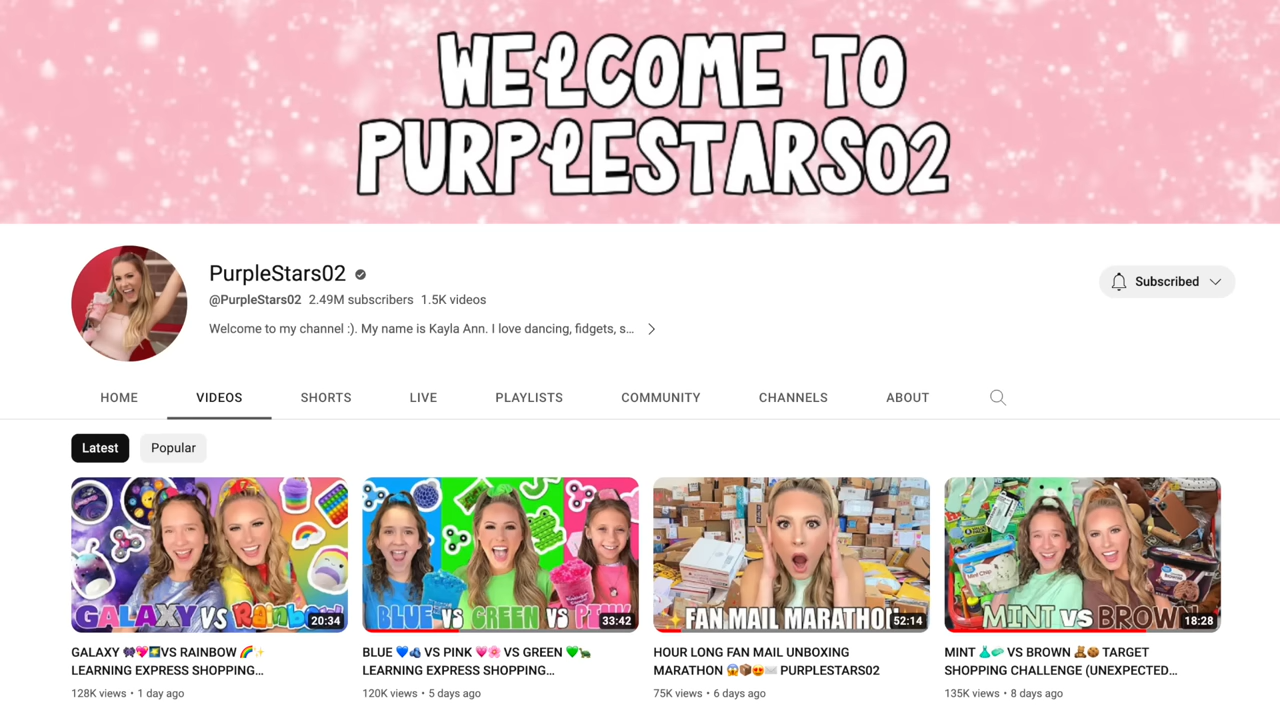 WELCOME TO
PURPLESTARS02
PurpleStars02
@PurpleStars02 2.49M subscribers 1.5K videos
Subscribed
Welcome to my channel :). My name is Kayla Ann. I love dancing, fidgets, s...
HOME VIDEOS SHORTS LIVE PLAYLISTS COMMUNITY CHANNELS ABOUT
Latest Popular
GALAXY VS Rainbow
20:34
BLUE VS GREEN VS PINK
33:42
FAN MAIL MARATHON
52:14
Mint Chip
MINT VS BROWN
18:28
GALAXY 🌈✨VS RAINBOW 🌈✨
LEARNING EXPRESS SHOPPING...
128K views • 1 day ago
BLUE 💙🫐 VS PINK 💗🌸 VS GREEN 💚🐛
LEARNING EXPRESS SHOPPING...
120K views • 5 days ago
HOUR LONG FAN MAIL UNBOXING
MARATHON 😱📦😍✉️ PURPLESTARS02
75K views • 6 days ago
MINT 👗🧼 VS BROWN 🧸🍪 TARGET
SHOPPING CHALLENGE (UNEXPECTED...
135K views • 8 days ago